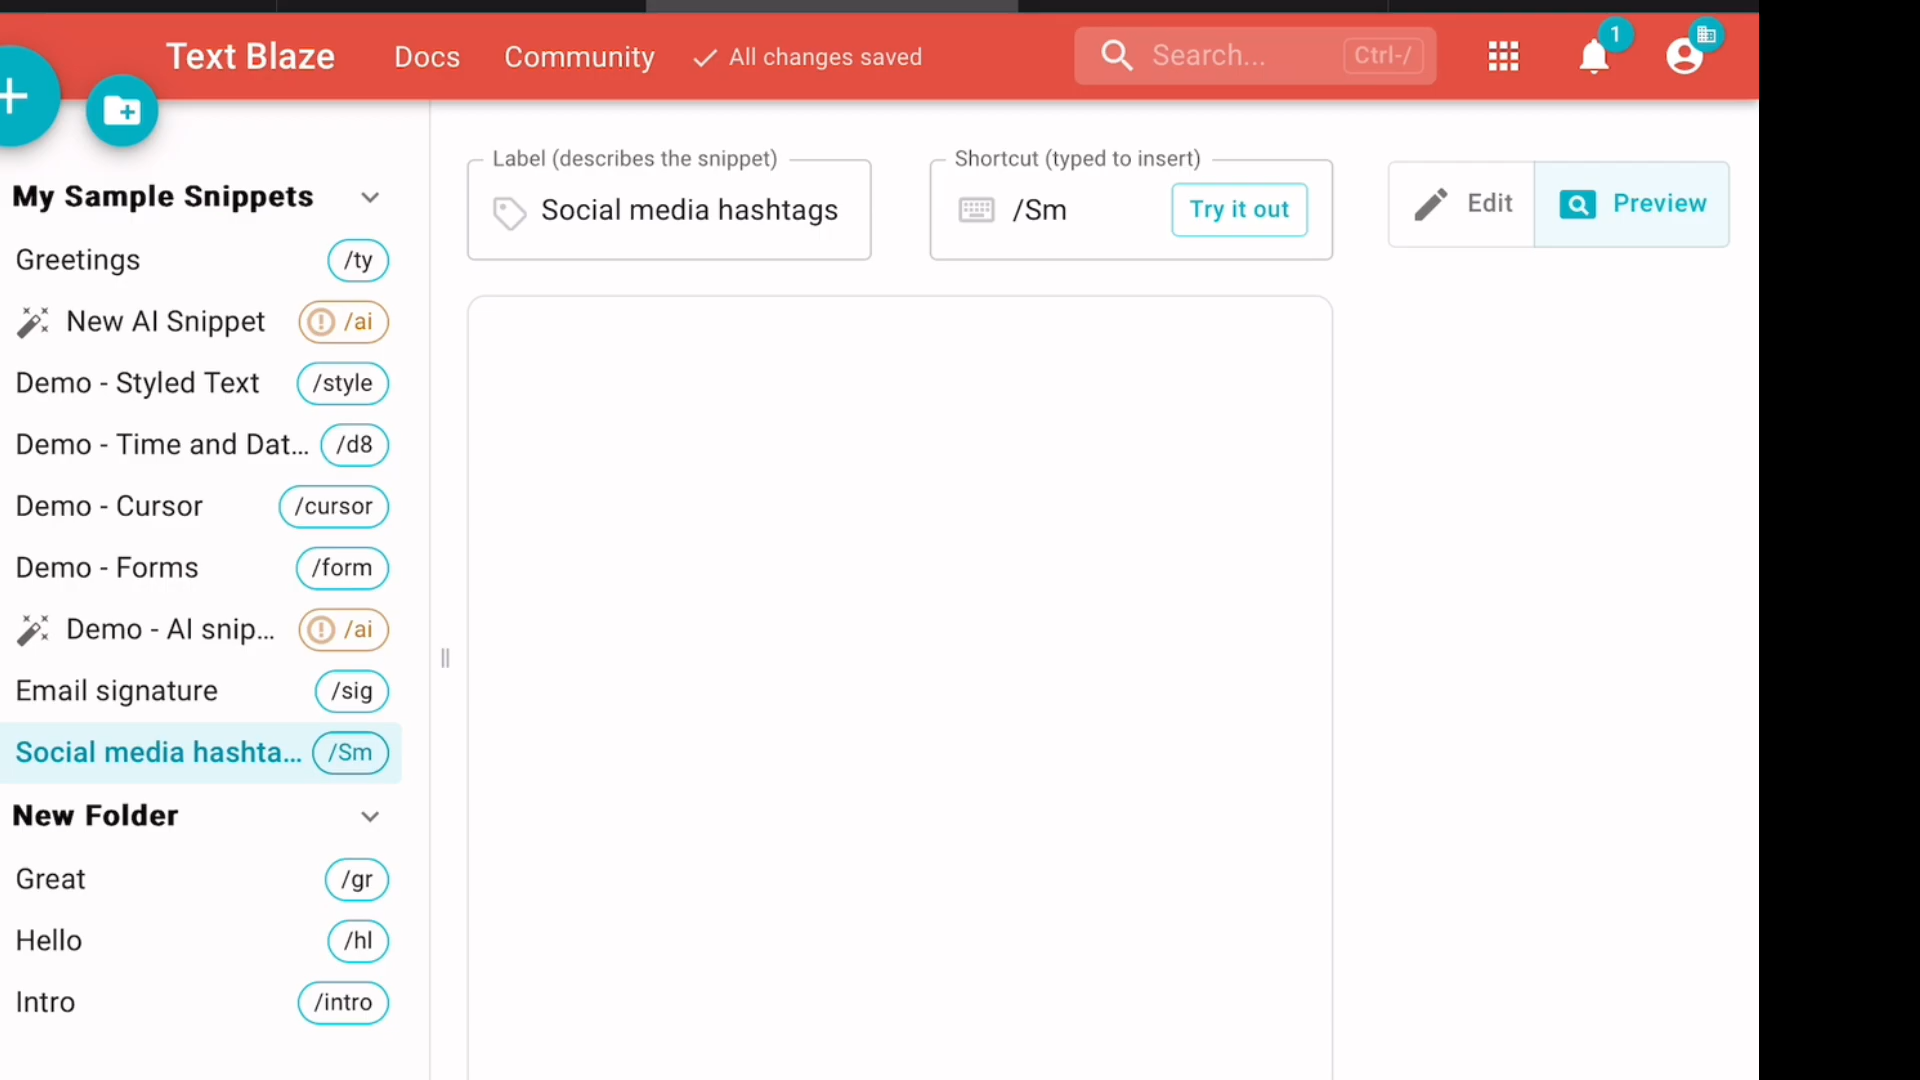 Text Blaze Docs Community All changes saved Search... Ctrl-/ 1
Label (describes the snippet) Shortcut (typed to insert)
Social media hashtags /Sm Try it out Edit Preview
My Sample Snippets
Greetings /ty
New AI Snippet /ai
Demo - Styled Text /style
Demo - Time and Dat... /d8
Demo - Cursor /cursor
Demo - Forms /form
Demo - AI snip... /ai
Email signature /sig
Social media hashta... /Sm
New Folder
Great /gr
Hello /hl
Intro /intro